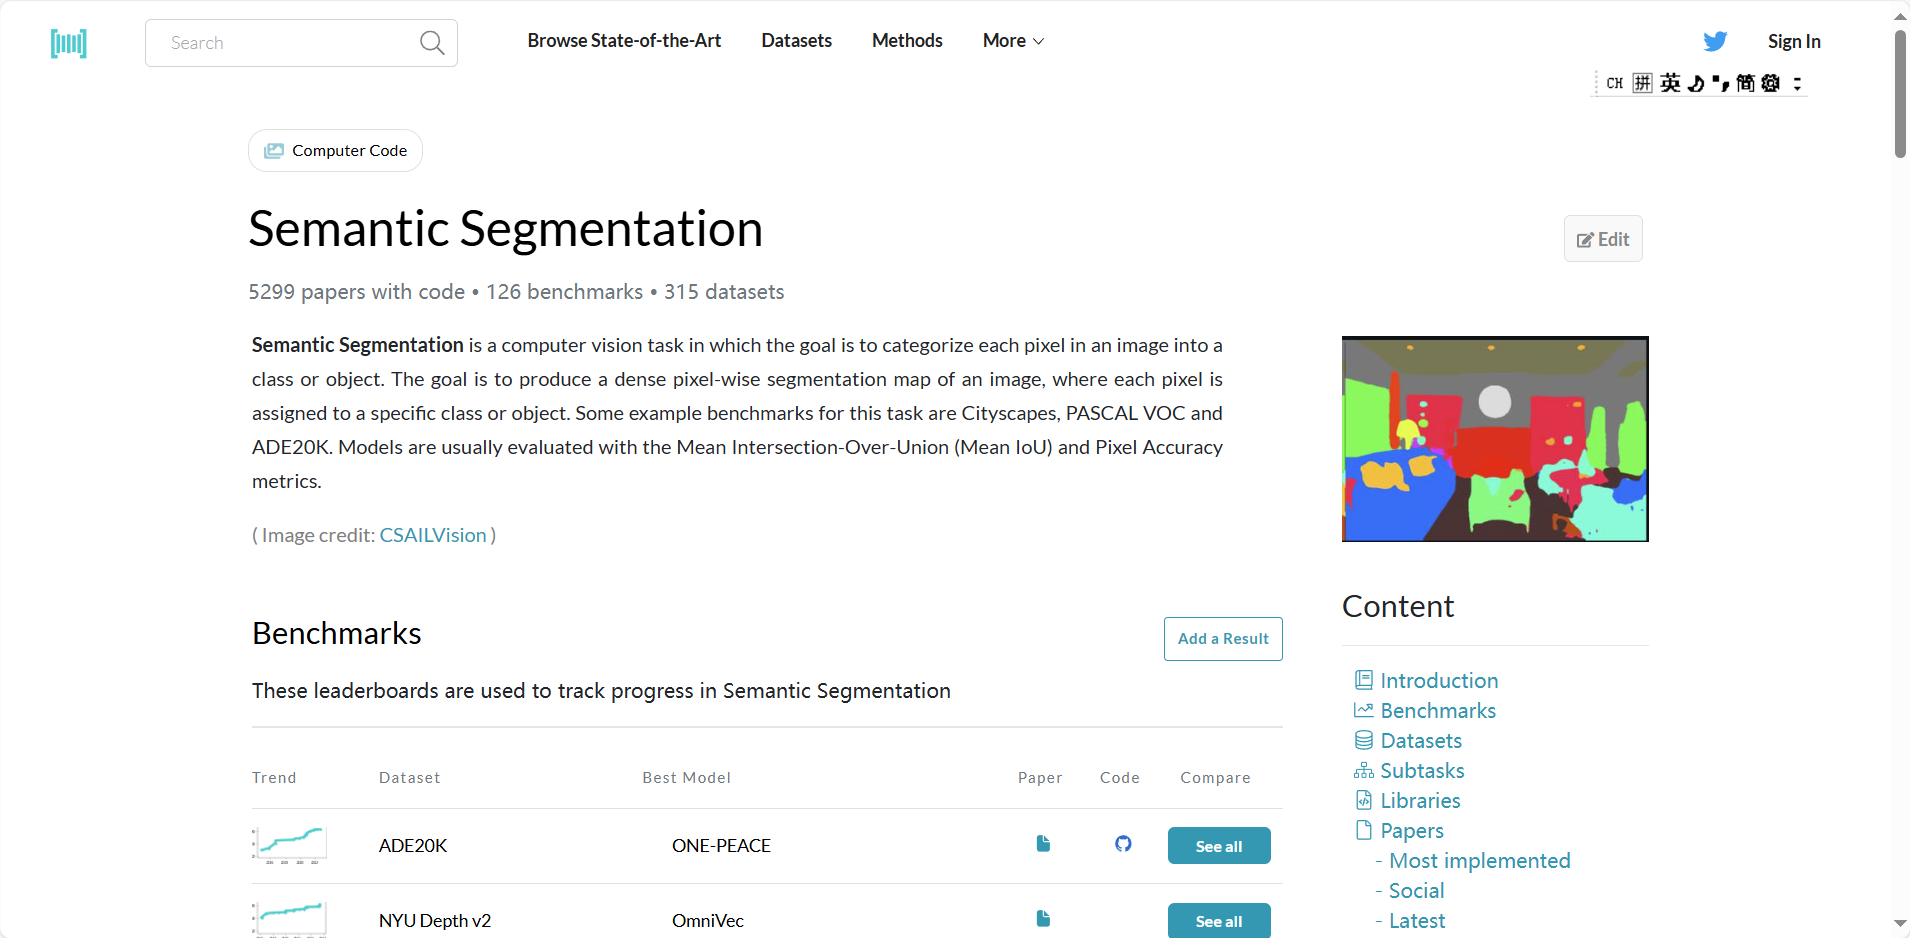 Search
Browse State-of-the-Art Datasets Methods More
Sign In
CH 拼 英 简
Computer Code
Semantic Segmentation
Edit
5299 papers with code • 126 benchmarks • 315 datasets
Semantic Segmentation is a computer vision task in which the goal is to categorize each pixel in an image into a
class or object. The goal is to produce a dense pixel-wise segmentation map of an image, where each pixel is
assigned to a specific class or object. Some example benchmarks for this task are Cityscapes, PASCAL VOC and
ADE20K. Models are usually evaluated with the Mean Intersection-Over-Union (Mean IoU) and Pixel Accuracy
metrics.
( Image credit: CSAILVision )
Benchmarks
Add a Result
These leaderboards are used to track progress in Semantic Segmentation
Trend Dataset Best Model Paper Code Compare
ADE20K ONE-PEACE See all
NYU Depth v2 OmniVec See all
Content
Introduction
Benchmarks
Datasets
Subtasks
Libraries
Papers
- Most implemented
- Social
- Latest